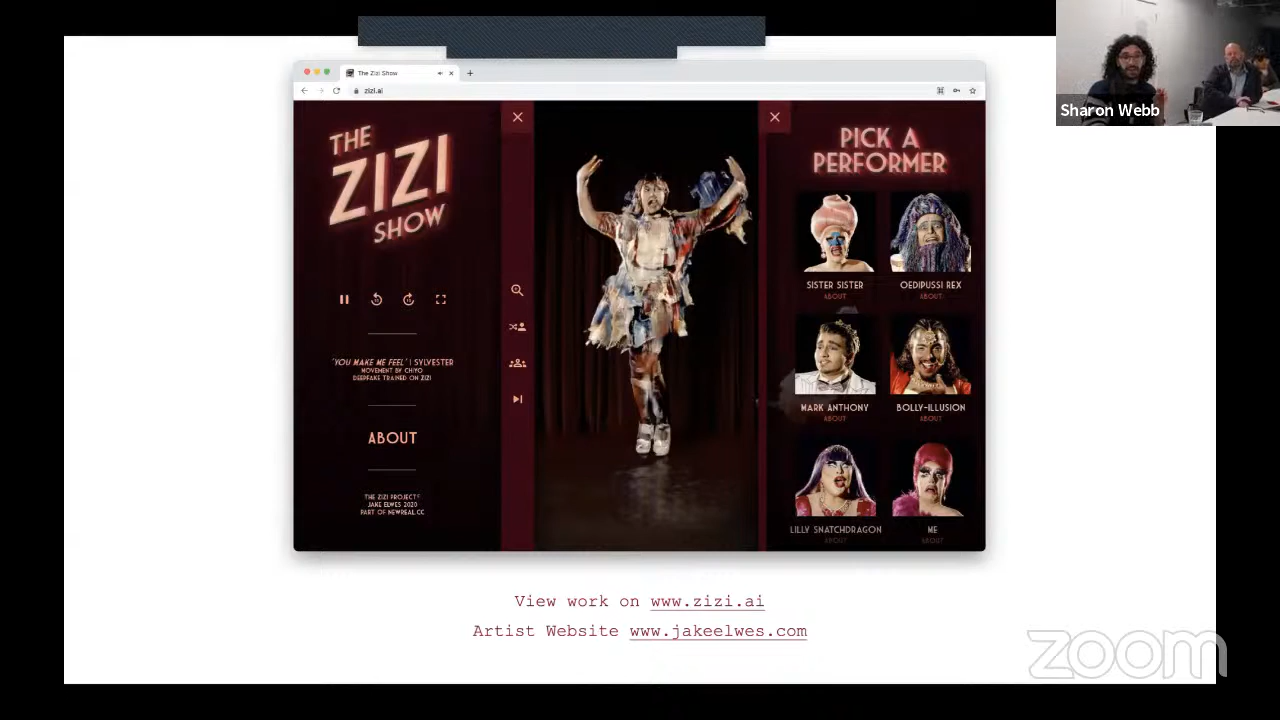 The Zizi Show
zizi.ai
THE
ZIZI
SHOW
'YOU MAKE ME FEEL' | SYLVESTER
MOVEMENT BY CHIYO
DEEPFAKE TRAINED ON ZIZI
ABOUT
THE ZIZI PROJECT©
JAKE ELWES 2020
PART OF NEWREAL.CC
PICK A
PERFORMER
SISTER SISTER
ABOUT
OEDIPUSSI REX
ABOUT
MARK ANTHONY
ABOUT
BOLLY-ILLUSION
ABOUT
LILLY SNATCHDRAGON
ABOUT
ME
ABOUT
View work on www.zizi.ai
Artist Website www.jakeelwes.com
Sharon Webb
zoom